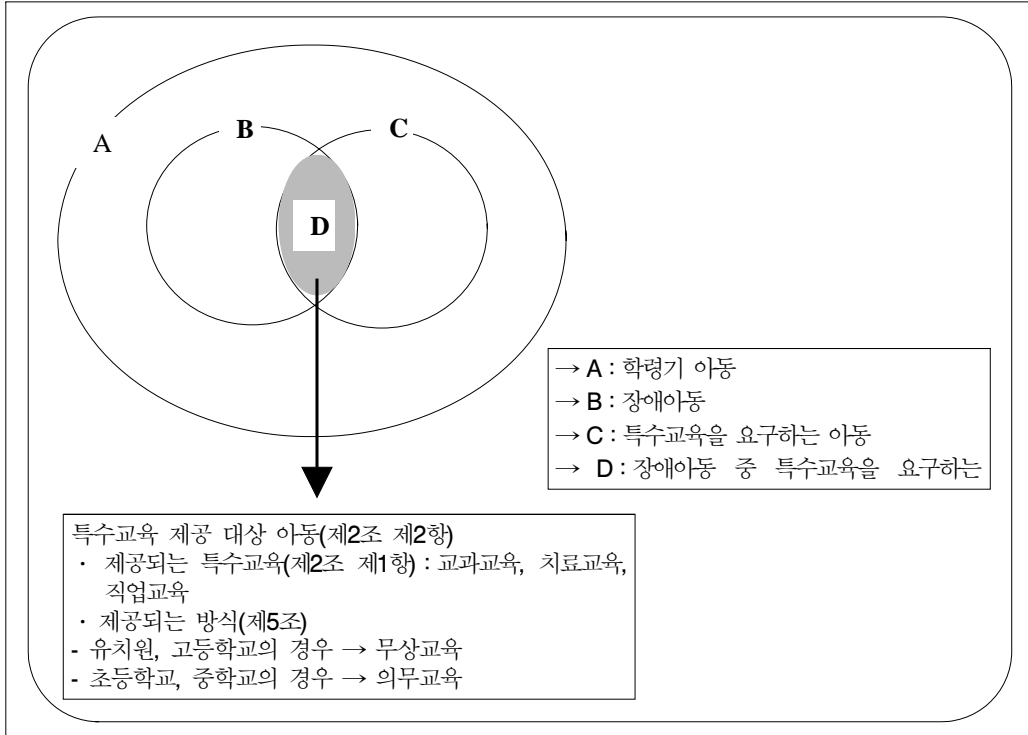 A
B
C
D
→ A : 학령기 아동
→ B : 장애아동
→ C : 특수교육을 요구하는 아동
→ D : 장애아동 중 특수교육을 요구하는
특수교육 제공 대상 아동(제2조 제2항)
· 제공되는 특수교육(제2조 제1항) : 교과교육, 치료교육,
직업교육
· 제공되는 방식(제5조)
- 유치원, 고등학교의 경우 → 무상교육
- 초등학교, 중학교의 경우 → 의무교육